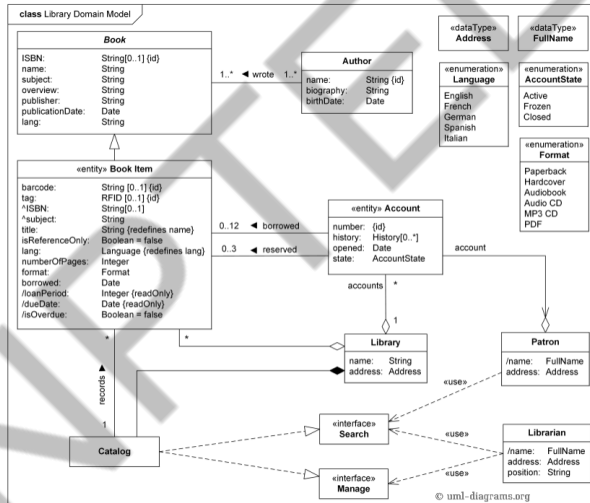 class Library Domain Model
Book
ISBN: String[0..1] {id}
name: String
subject: String
overview: String
publisher: String
publicationDate: Date
lang: String
1..* ◄ wrote 1..*
Author
name: String {id}
biography: String
birthDate: Date
«dataType»
Address
«dataType»
FullName
«enumeration»
Language
English
French
German
Spanish
Italian
«enumeration»
AccountState
Active
Frozen
Closed
«enumeration»
Format
Paperback
Hardcover
Audiobook
Audio CD
MP3 CD
PDF
«entity» Book Item
barcode: String [0..1] {id}
tag: RFID [0..1] {id}
^ISBN: String[0..1]
^subject: String
title: String {redefines name}
isReferenceOnly: Boolean = false
lang: Language {redefines lang}
numberOfPages: Integer
format: Format
borrowed: Date
/loanPeriod: Integer {readOnly}
/dueDate: Date {readOnly}
/isOverdue: Boolean = false
0..12 ◄ borrowed
0..3 ◄ reserved
«entity» Account
number: {id}
history: History[0..*]
opened: Date
state: AccountState
account
accounts *
1
* *
records ►
1
Library
name: String
address: Address
Patron
/name: FullName
address: Address
«use»
Catalog
«interface»
Search
«use»
«interface»
Manage
«use»
Librarian
/name: FullName
address: Address
position: String
© uml-diagrams.org
NPTEL